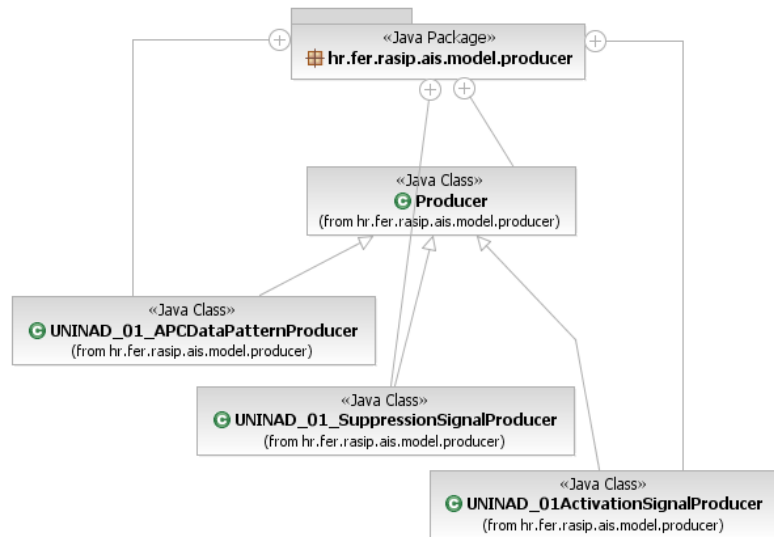 «Java Package»
hr.fer.rasip.ais.model.producer
«Java Class»
Producer
(from hr.fer.rasip.ais.model.producer)
«Java Class»
UNINAD_01_APCDataPatternProducer
(from hr.fer.rasip.ais.model.producer)
«Java Class»
UNINAD_01_SuppressionSignalProducer
(from hr.fer.rasip.ais.model.producer)
«Java Class»
UNINAD_01ActivationSignalProducer
(from hr.fer.rasip.ais.model.producer)